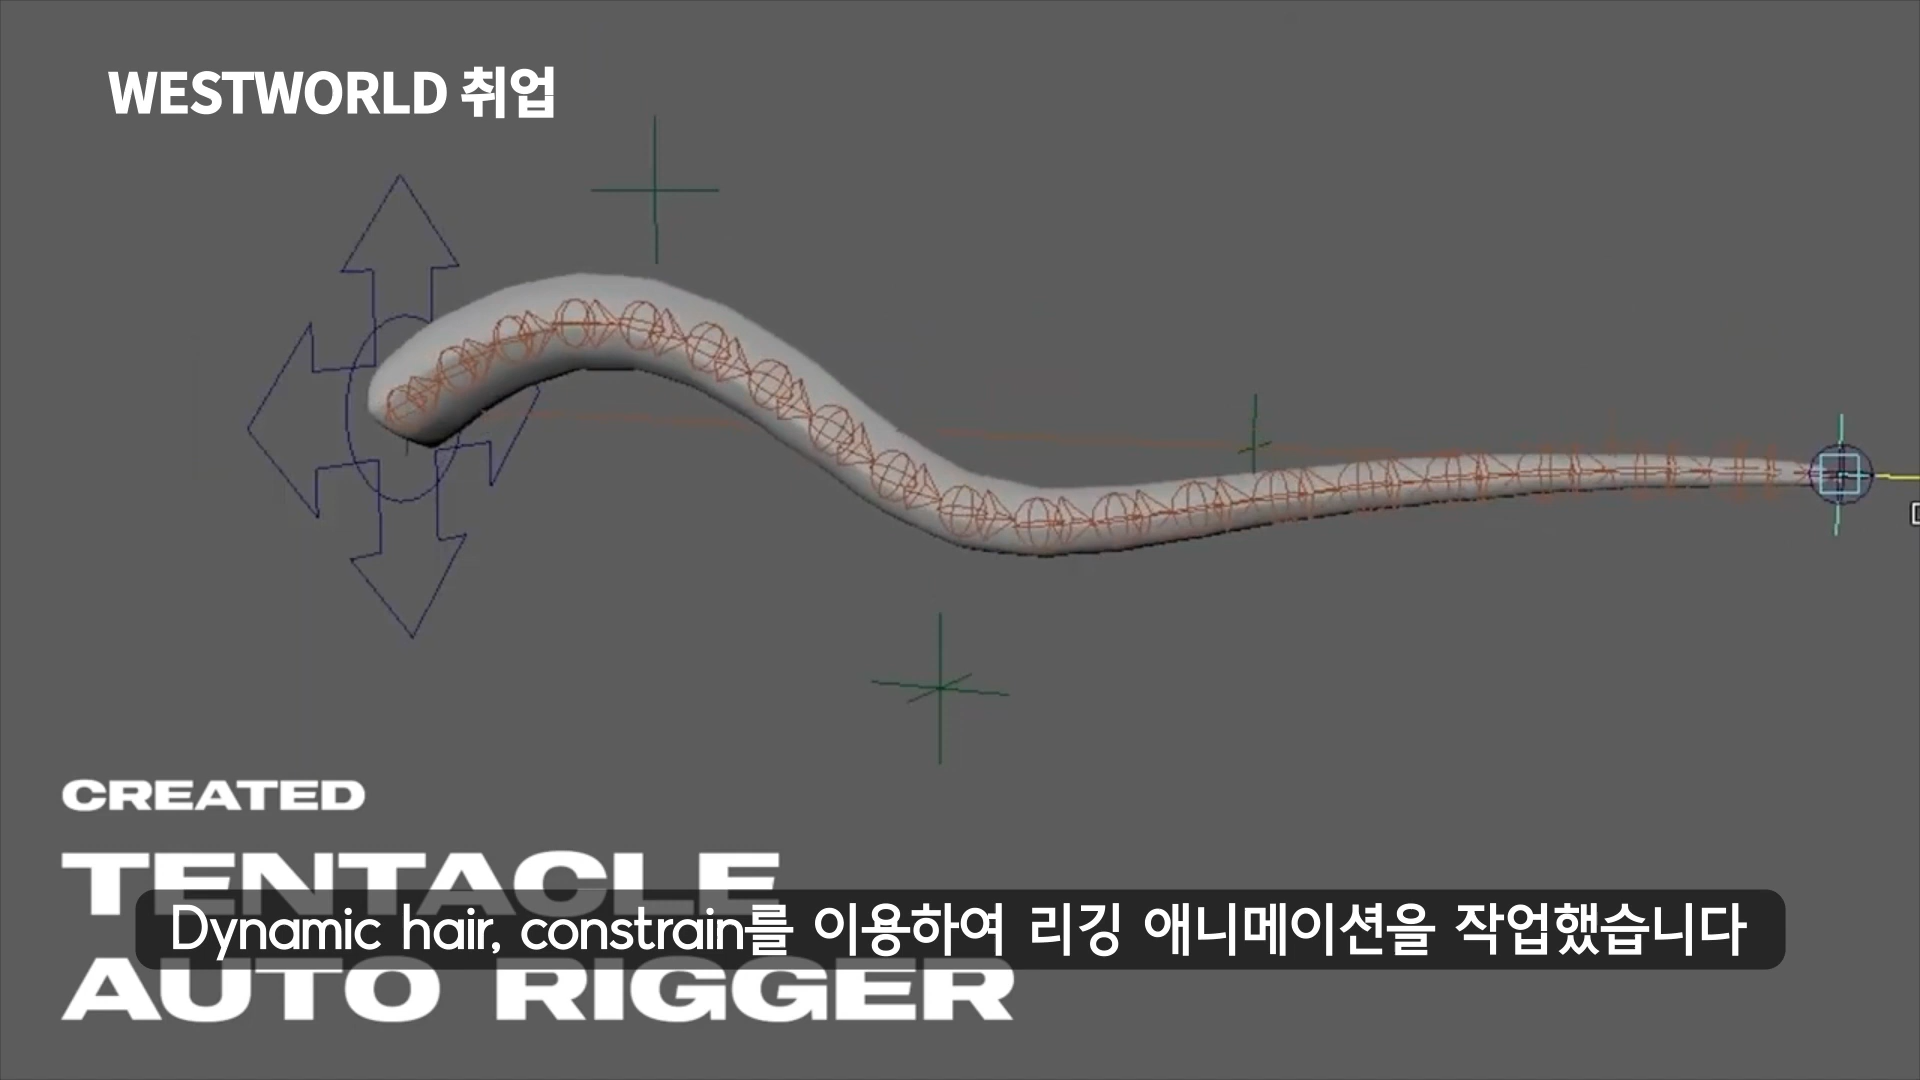 WESTWORLD 취업
CREATED
TENTACLE
Dynamic hair, constrain를 이용하여 리깅 애니메이션을 작업했습니다
AUTO RIGGER